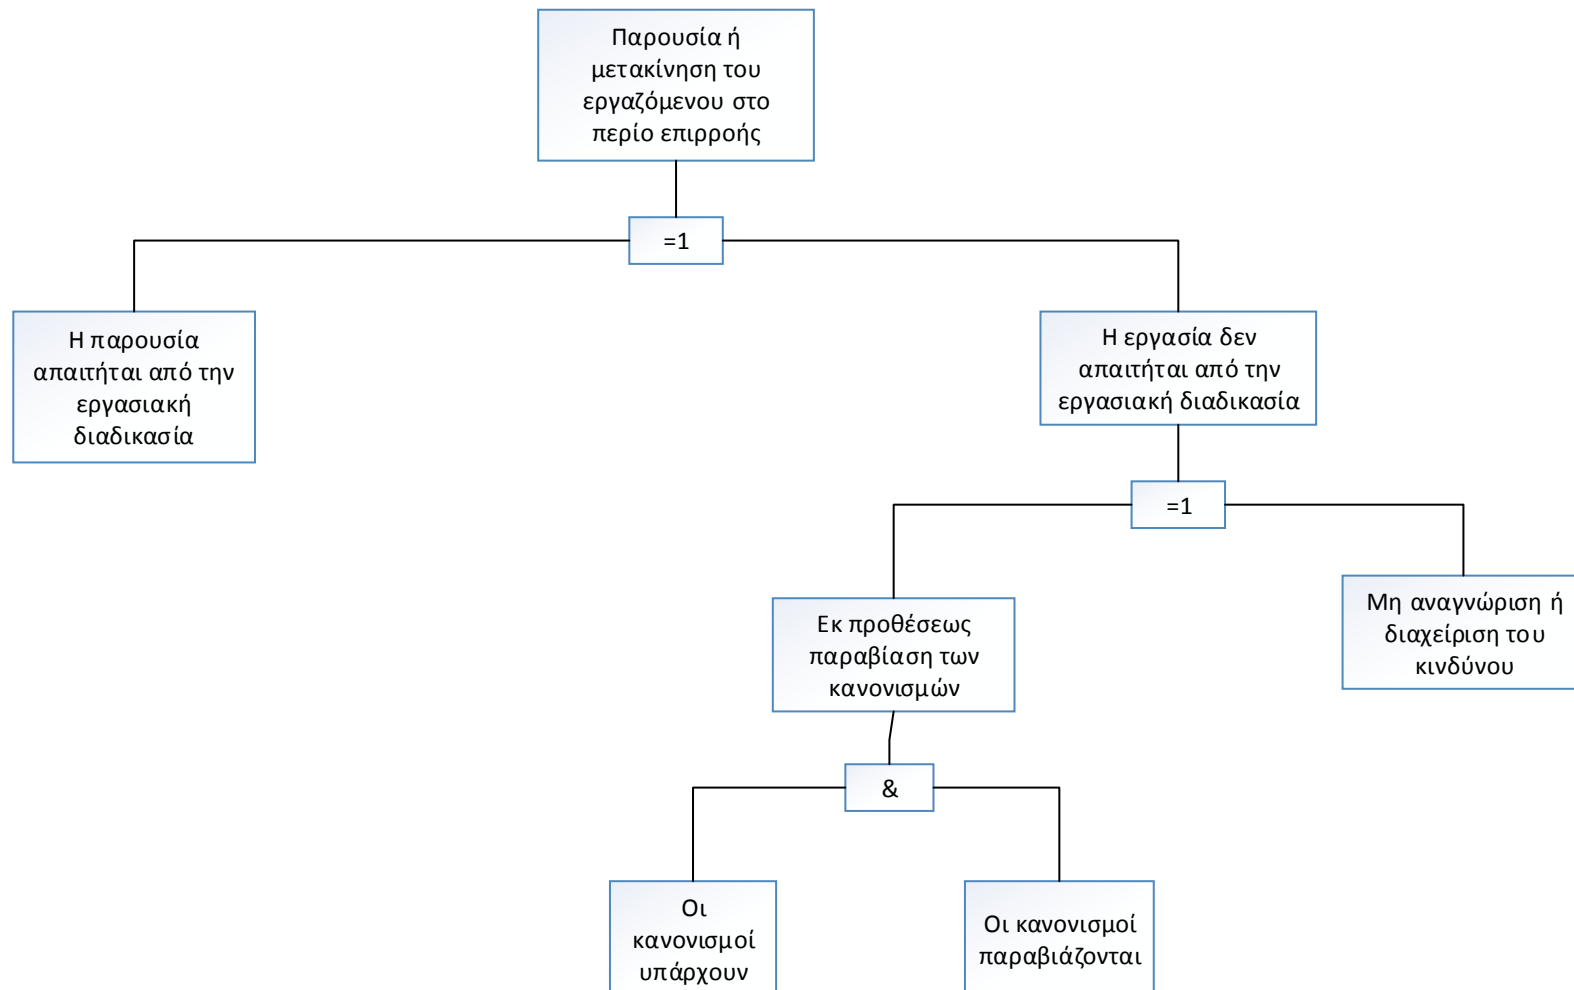 Παρουσία ή
μετακίνηση του
εργαζόμενου στο
περίο επιρροής
=1
Η παρουσία
απαιτήται από την
εργασιακή
διαδικασία
Η εργασία δεν
απαιτήται από την
εργασιακή διαδικασία
=1
Εκ προθέσεως
παραβίαση των
κανονισμών
Μη αναγνώριση ή
διαχείριση του
κινδύνου
&
Οι
κανονισμοί
υπάρχουν
Οι κανονισμοί
παραβιάζονται